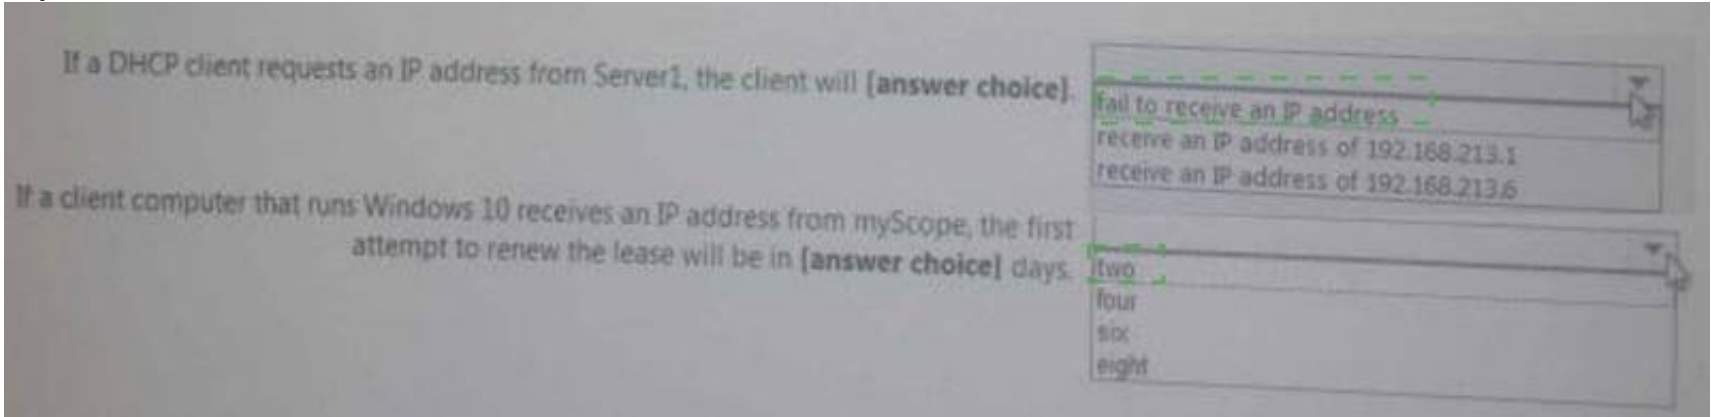 If a DHCP client requests an IP address from Server1, the client will [answer choice].
fail to receive an IP address
receive an IP address of 192.168.213.1
receive an IP address of 192.168.213.6
If a client computer that runs Windows 10 receives an IP address from myScope, the first
attempt to renew the lease will be in [answer choice] days.
two
four
six
eight